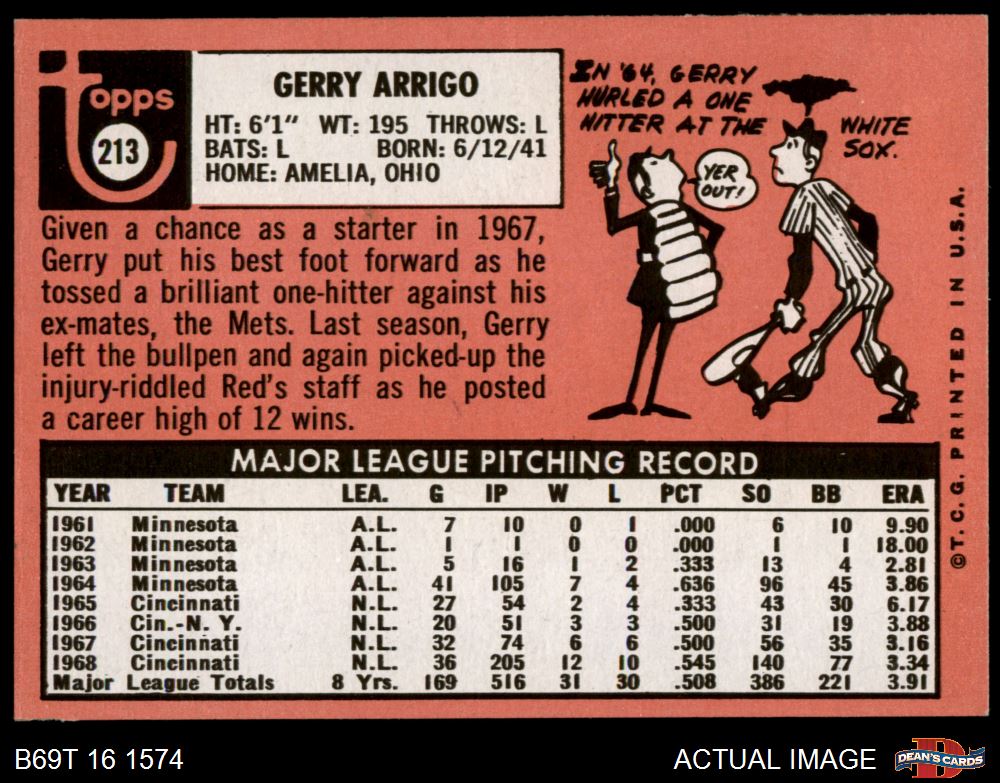 Topps
213
GERRY ARRIGO
HT: 6'1" WT: 195 THROWS: L
BATS: L BORN: 6/12/41
HOME: AMELIA, OHIO
IN '64, GERRY
HURLED A ONE
HITTER AT THE WHITE
SOX.
YER
OUT!
Given a chance as a starter in 1967,
Gerry put his best foot forward as he
tossed a brilliant one-hitter against his
ex-mates, the Mets. Last season, Gerry
left the bullpen and again picked-up the
injury-riddled Red's staff as he posted
a career high of 12 wins.
MAJOR LEAGUE PITCHING RECORD
YEAR TEAM LEA. G IP W L PCT SO BB ERA
1961 Minnesota A.L. 7 10 0 1 .000 6 10 9.90
1962 Minnesota A.L. 1 1 0 0 .000 1 1 18.00
1963 Minnesota A.L. 5 16 1 2 .333 13 4 2.81
1964 Minnesota A.L. 41 105 7 4 .636 96 45 3.86
1965 Cincinnati N.L. 27 54 2 4 .333 43 30 6.17
1966 Cin.-N. Y. N.L. 20 51 3 3 .500 31 19 3.88
1967 Cincinnati N.L. 32 74 6 6 .500 56 35 3.16
1968 Cincinnati N.L. 36 205 12 10 .545 140 77 3.34
Major League Totals 8 Yrs. 169 516 31 30 .508 386 221 3.91
©T. C. G. PRINTED IN U.S.A.
B69T 16 1574
ACTUAL IMAGE
D
DEAN'S CARDS